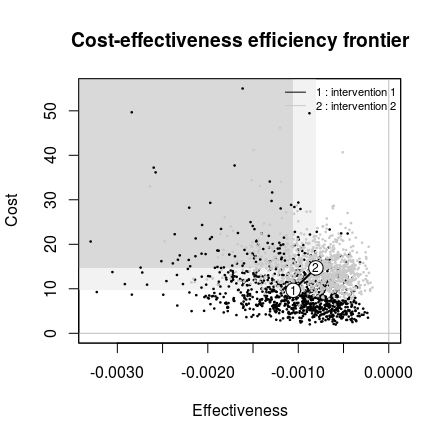 Cost-effectiveness efficiency frontier
1 : intervention 1
2 : intervention 2
50
40
30
20
10
0
2
1
-0.0030
-0.0020
-0.0010
0.0000
Cost
Effectiveness